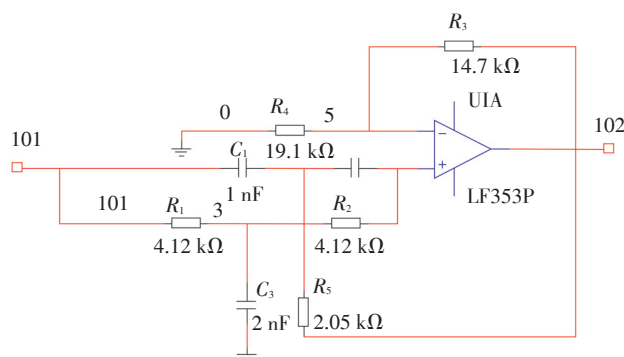 R3
14.7 kΩ
UIA
0
R4
5
102
101
C1
19.1 kΩ
1 nF
LF353P
101
R1
3
R2
4.12 kΩ
4.12 kΩ
C3
R5
2 nF
2.05 kΩ